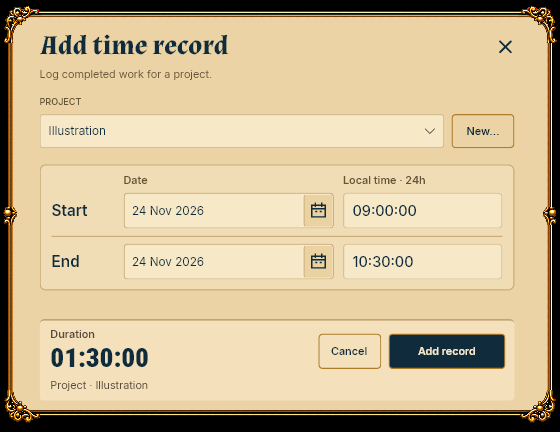 Add time record
Log completed work for a project.
PROJECT
Illustration
New...
Date
Local time · 24h
Start
24 Nov 2026
09:00:00
End
24 Nov 2026
10:30:00
Duration
01:30:00
Project · Illustration
Cancel
Add record